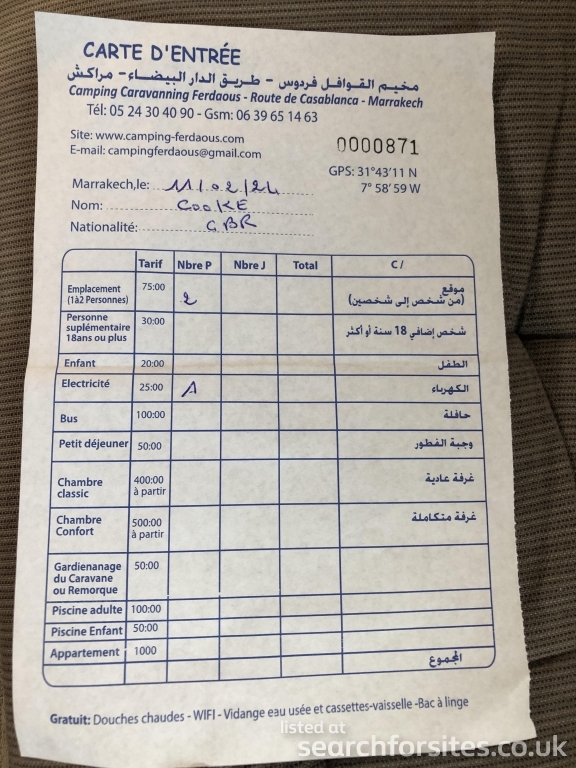 CARTE D'ENTRÉE
مخيم القوافل فردوس - طريق الدار البيضاء - مراكش
Camping Caravanning Ferdaous - Route de Casablanca - Marrakech
Tél: 05 24 30 40 90 - Gsm: 06 39 65 14 63
Site: www.camping-ferdaous.com
E-mail: campingferdaous@gmail.com
0000871
GPS: 31°43'11 N
7° 58' 59 W
Marrakech,le: 11/02/24
Nom: COOKE
Nationalité: GBR
Tarif Nbre P Nbre J Total C/
Emplacement (1à2 Personnes) 75:00 2 موقع (من شخص إلى شخصين)
Personne suplémentaire 18ans ou plus 30:00 شخص إضافي 18 سنة أو أكثر
Enfant 20:00 الطفل
Electricité 25:00 1 الكهرباء
Bus 100:00 حافلة
Petit déjeuner 50:00 وجبة الفطور
Chambre classic 400:00 à partir غرفة عادية
Chambre Confort 500:00 à partir غرفة متكاملة
Gardienanage du Caravane ou Remorque 50:00
Piscine adulte 100:00
Piscine Enfant 50:00
Appartement 1000
المجموع
Gratuit: Douches chaudes - WIFI - Vidange eau usée et cassettes-vaisselle -Bac à linge
listed at
searchforsites.co.uk